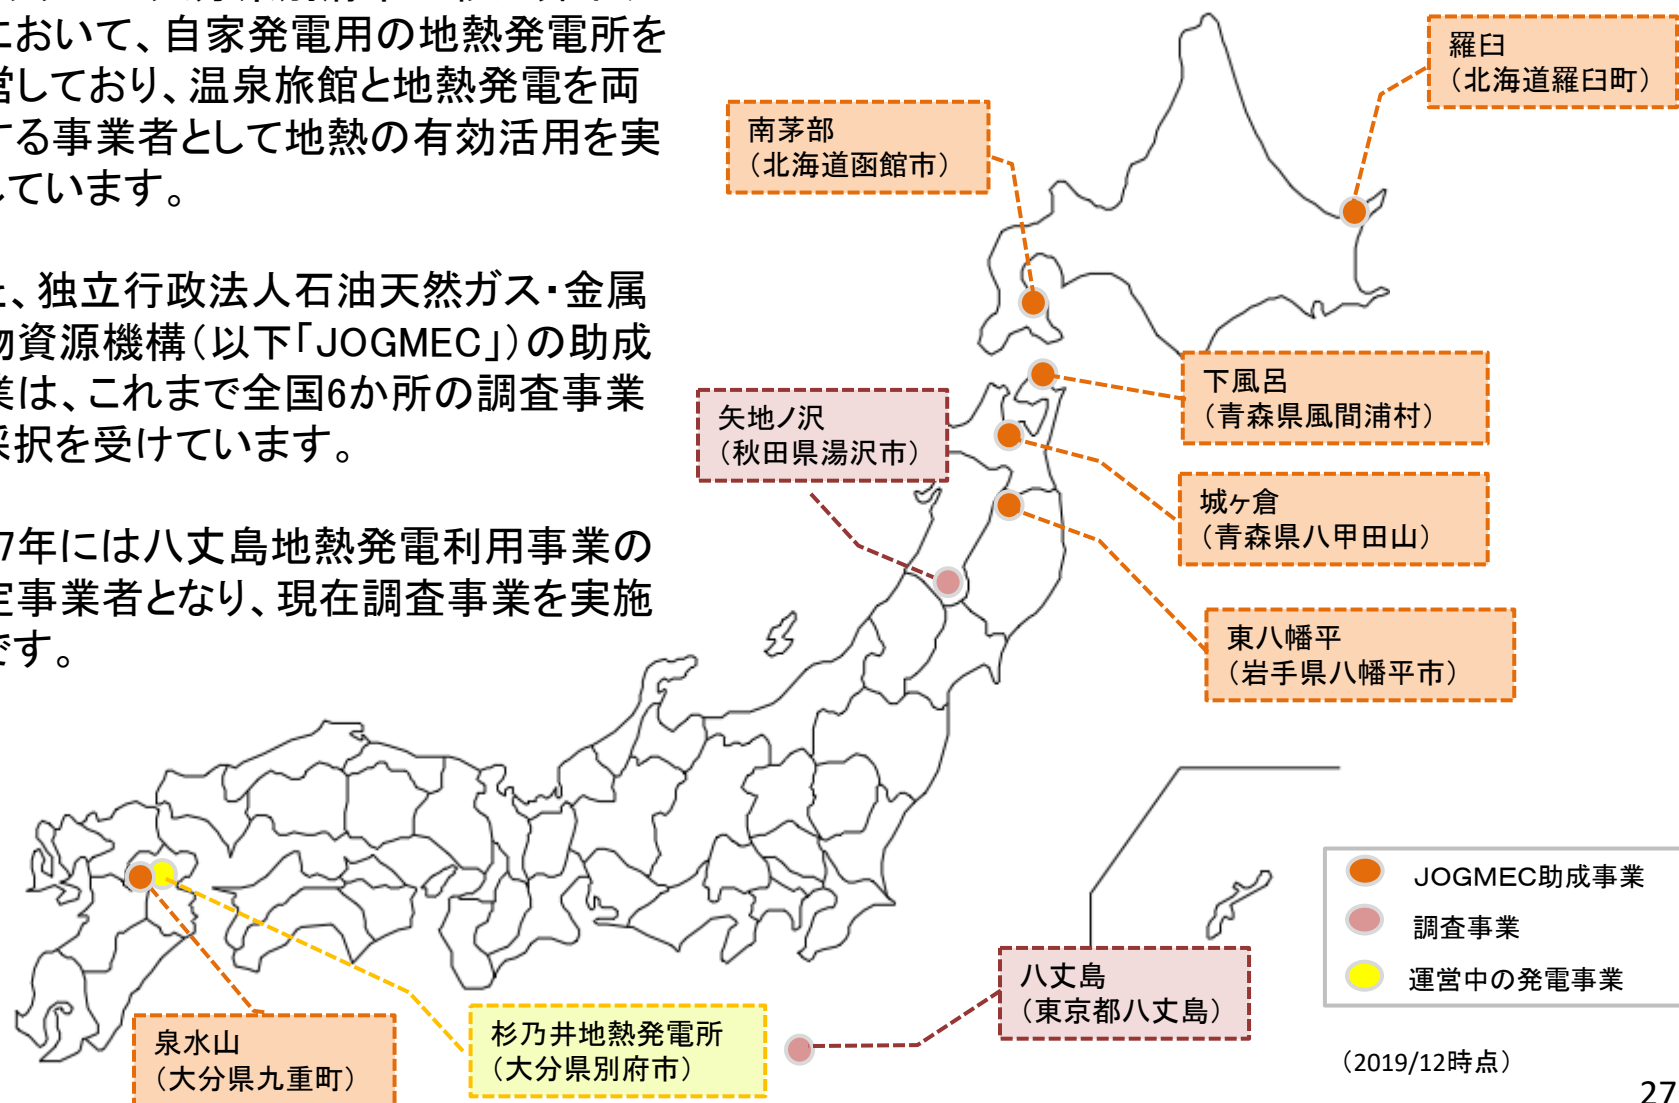 において、自家発電用の地熱発電所を
営しており、温泉旅館と地熱発電を両
する事業者として地熱の有効活用を実
しています。
、独立行政法人石油天然ガス・金属
物資源機構（以下「JOGMEC」）の助成
業は、これまで全国6か所の調査事業
採択を受けています。
7年には八丈島地熱発電利用事業の
定事業者となり、現在調査事業を実施
です。
羅臼
（北海道羅臼町）
南茅部
（北海道函館市）
下風呂
（青森県風間浦村）
矢地ノ沢
（秋田県湯沢市）
城ヶ倉
（青森県八甲田山）
東八幡平
（岩手県八幡平市）
八丈島
（東京都八丈島）
泉水山
（大分県九重町）
杉乃井地熱発電所
（大分県別府市）
JOGMEC助成事業
調査事業
運営中の発電事業
（2019/12時点）
27